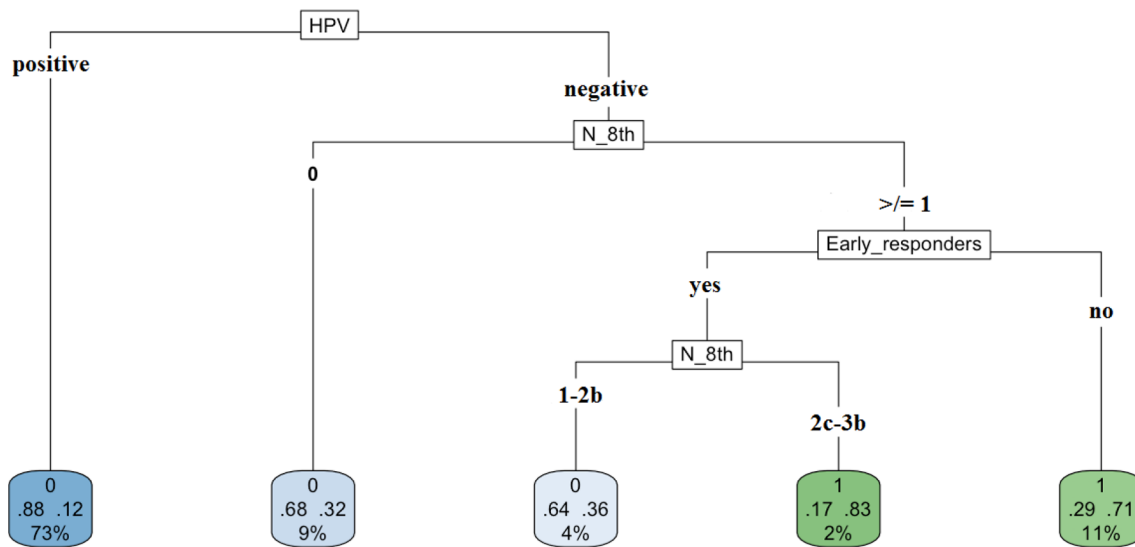 HPV
positive
negative
N_8th
0
>/= 1
Early_responders
yes
no
N_8th
1-2b
2c-3b
0
.88 .12
73%
0
.68 .32
9%
0
.64 .36
4%
1
.17 .83
2%
1
.29 .71
11%